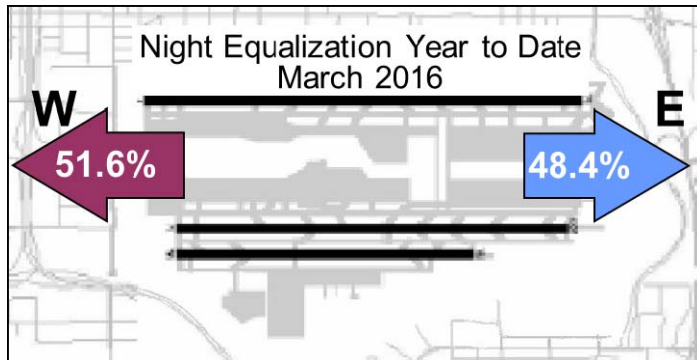 Night Equalization Year to Date
March 2016
W
E
51.6%
48.4%